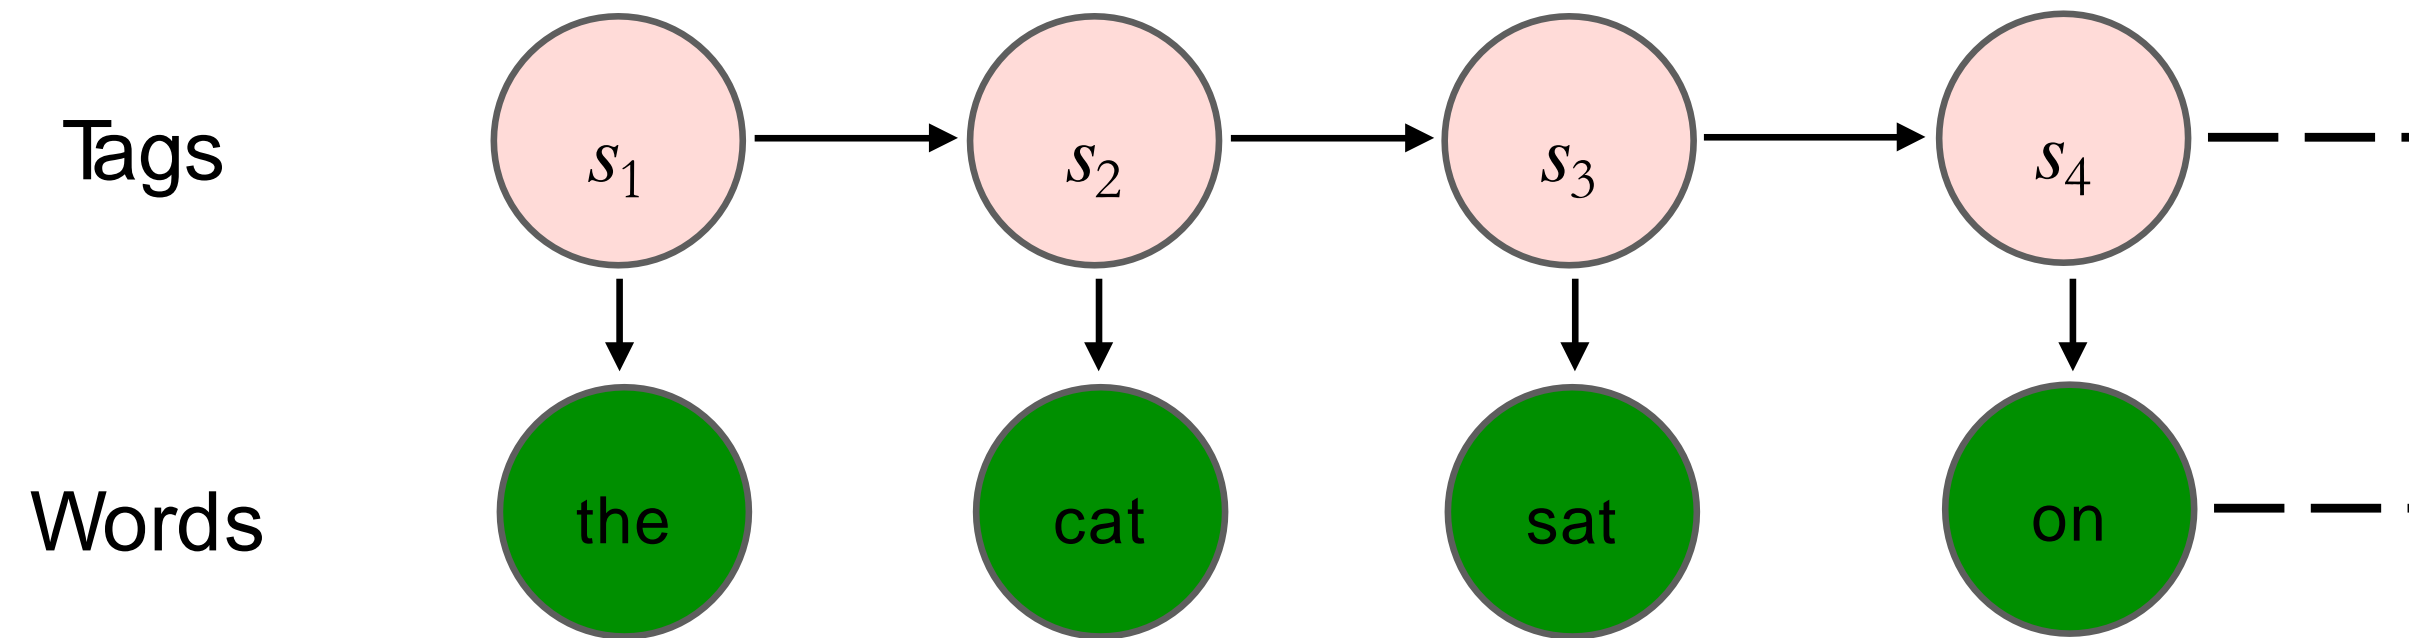 Tags s₁ s₂ s₃ s₄
Words the cat sat on